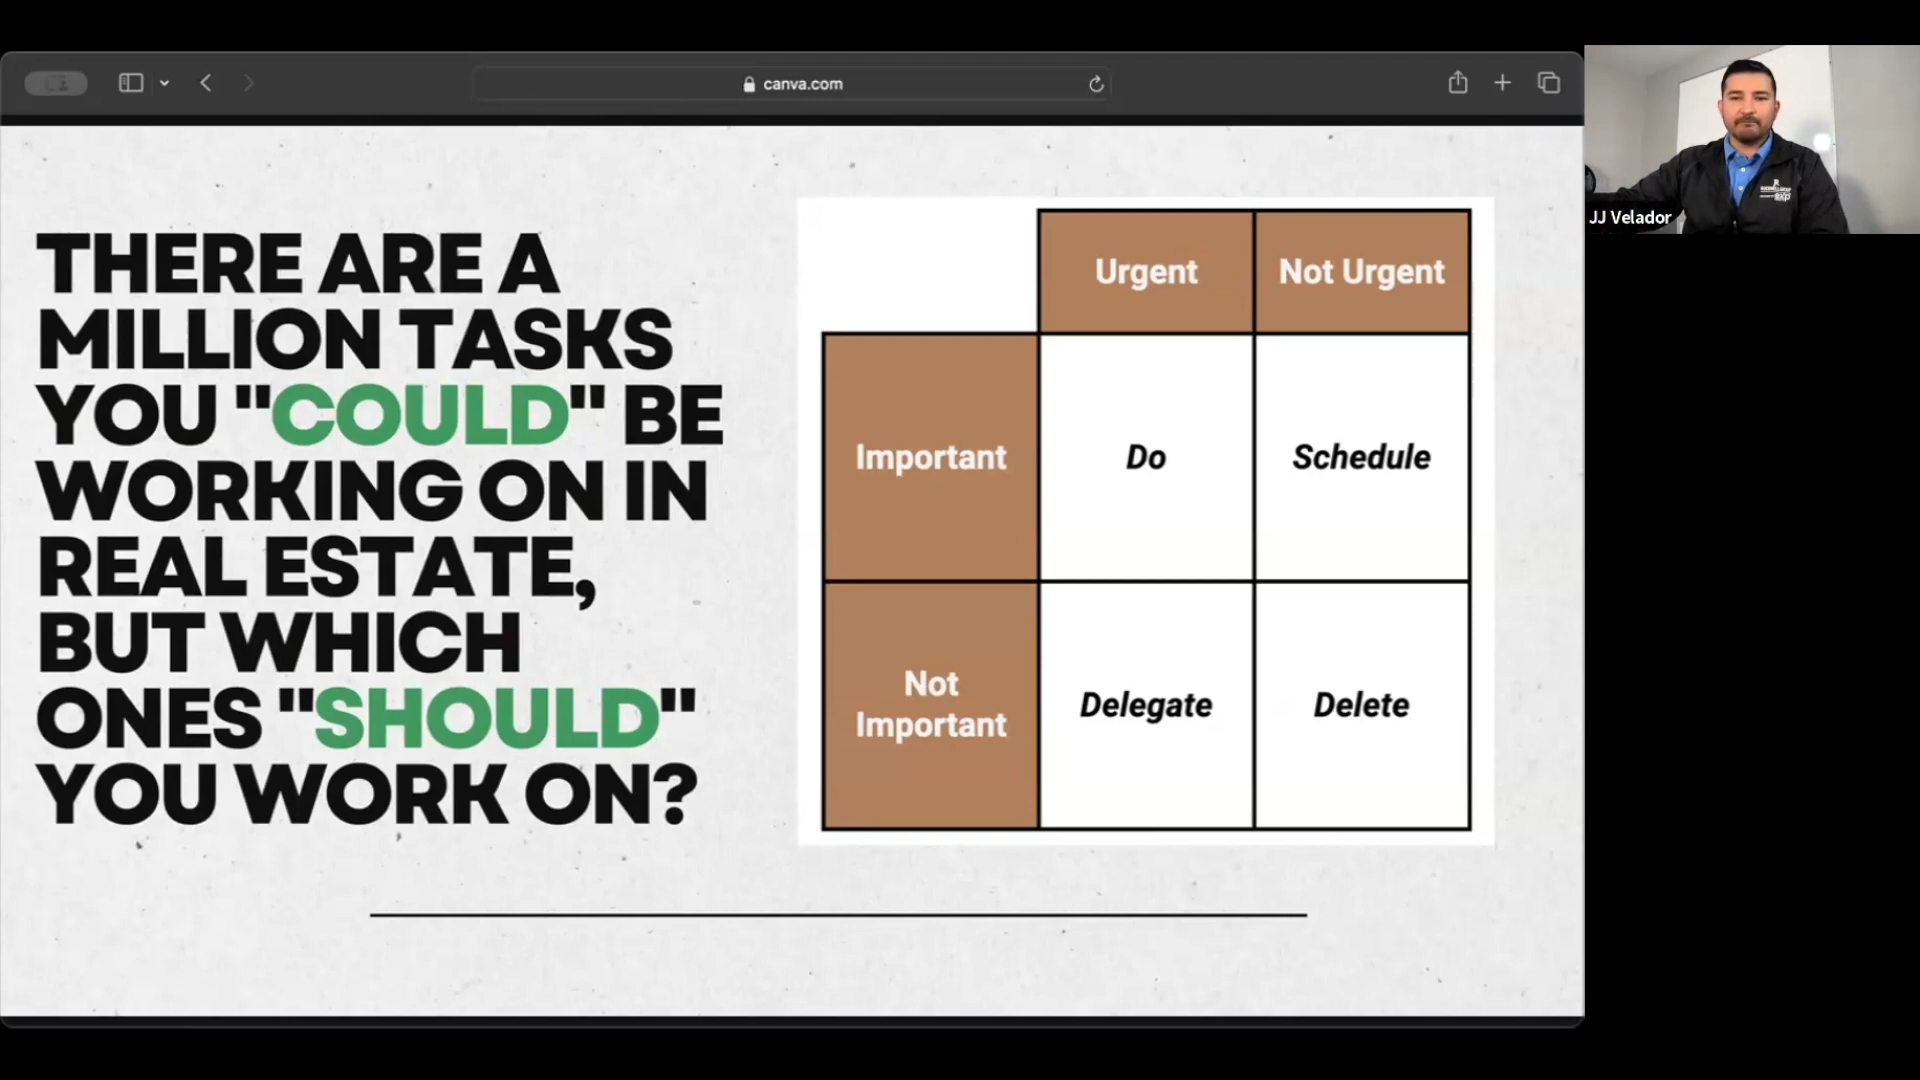 canva.com
THERE ARE A
MILLION TASKS
YOU "COULD" BE
WORKING ON IN
REAL ESTATE,
BUT WHICH
ONES "SHOULD"
YOU WORK ON?
Urgent
Not Urgent
Important
Do
Schedule
Not
Important
Delegate
Delete
JJ Velador
exp